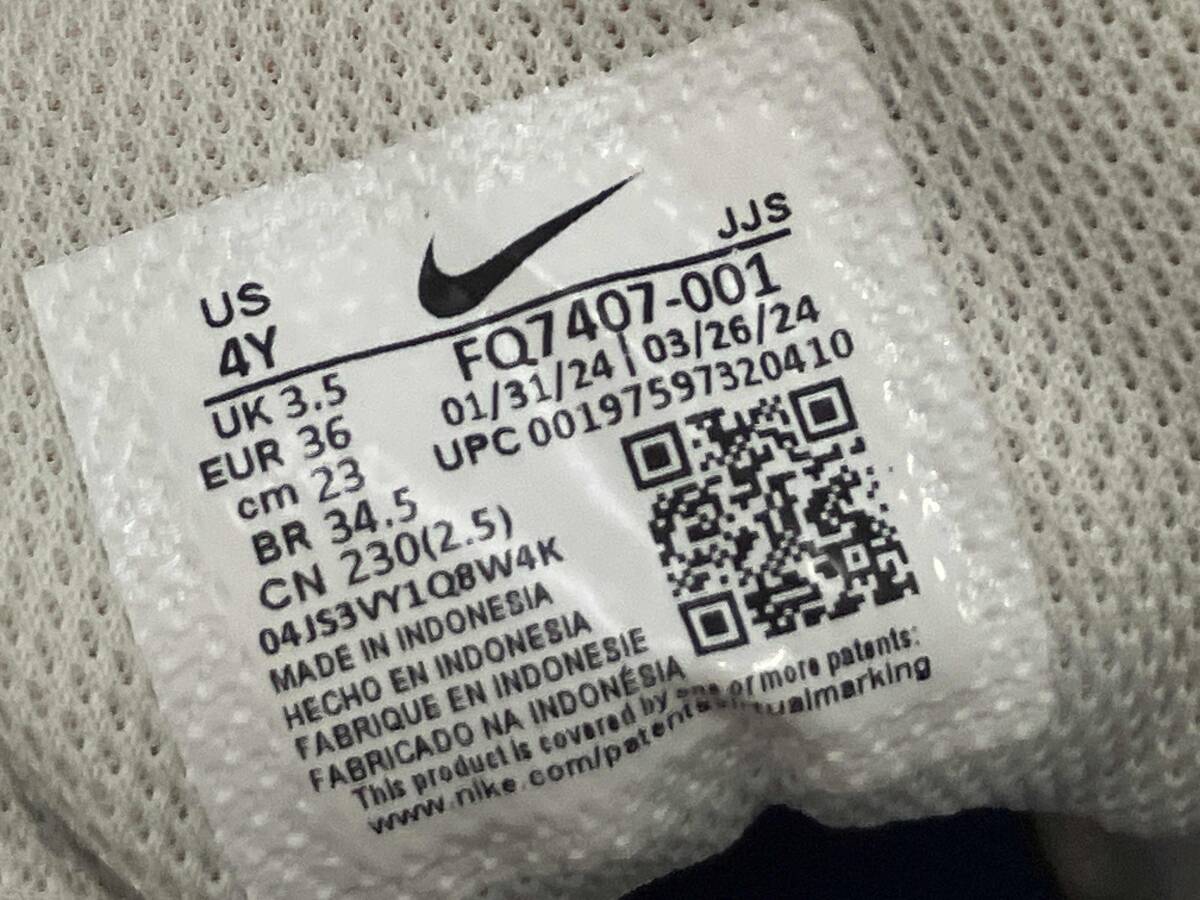 JJS
US
4Y
FQ7407-001
01/31/24 | 03/26/24
UPC 00197597320410
UK 3.5
EUR 36
cm 23
BR 34.5
CN 230(2.5)
04JS3VY1Q8W4K
MADE IN INDONESIA
HECHO EN INDONESIA
FABRIQUE EN INDONESIE
FABRICADO NA INDONÉSIA
This product is covered by one or more patents:
www.nike.com/patents